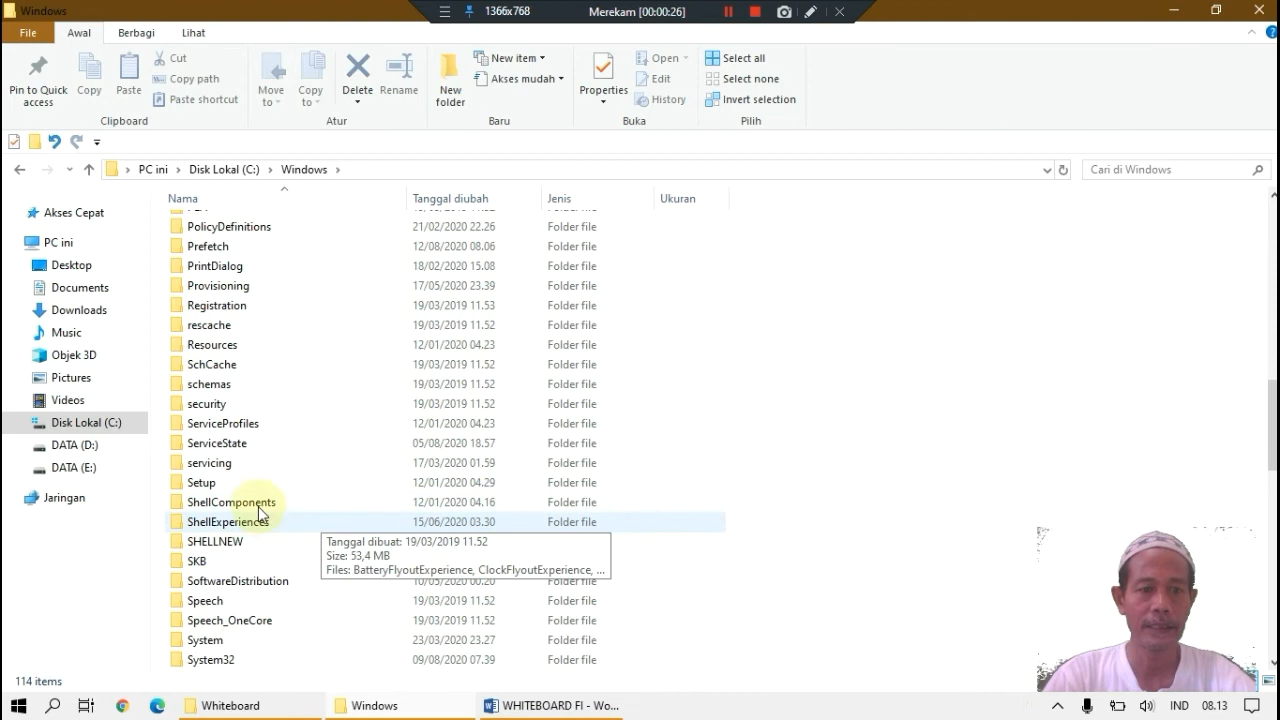 Windows
1366x768
Merekam [00:00:26]
File
Awal
Berbagi
Lihat
Pin to Quick access
Copy
Paste
Cut
Copy path
Paste shortcut
Clipboard
Move to
Copy to
Delete
Rename
Atur
New folder
New item
Akses mudah
Baru
Properties
Open
Edit
History
Buka
Select all
Select none
Invert selection
Pilih
PC ini > Disk Lokal (C:) > Windows >
Cari di Windows
Akses Cepat
PC ini
Desktop
Documents
Downloads
Music
Objek 3D
Pictures
Videos
Disk Lokal (C:)
DATA (D:)
DATA (E:)
Jaringan
Nama Tanggal diubah Jenis Ukuran
PolicyDefinitions 21/02/2020 22.26 Folder file
Prefetch 12/08/2020 08.06 Folder file
PrintDialog 18/02/2020 15.08 Folder file
Provisioning 17/05/2020 23.39 Folder file
Registration 19/03/2019 11.53 Folder file
rescache 19/03/2019 11.52 Folder file
Resources 12/01/2020 04.23 Folder file
SchCache 19/03/2019 11.52 Folder file
schemas 19/03/2019 11.52 Folder file
security 19/03/2019 11.52 Folder file
ServiceProfiles 12/01/2020 04.23 Folder file
ServiceState 05/08/2020 18.57 Folder file
servicing 17/03/2020 01.59 Folder file
Setup 12/01/2020 04.29 Folder file
ShellComponents 12/01/2020 04.16 Folder file
ShellExperiences 15/06/2020 03.30 Folder file
SHELLNEW
Tanggal dibuat: 19/03/2019 11.52
Size: 53,4 MB
Files: BatteryFlyoutExperience, ClockFlyoutExperience, ...
SKB
SoftwareDistribution 10/05/2020 00.20 Folder file
Speech 19/03/2019 11.52 Folder file
Speech_OneCore 19/03/2019 11.52 Folder file
System 23/03/2020 23.27 Folder file
System32 09/08/2020 07.39 Folder file
114 items
Whiteboard
Windows
WHITEBOARD FI - Wo...
IND
08.13